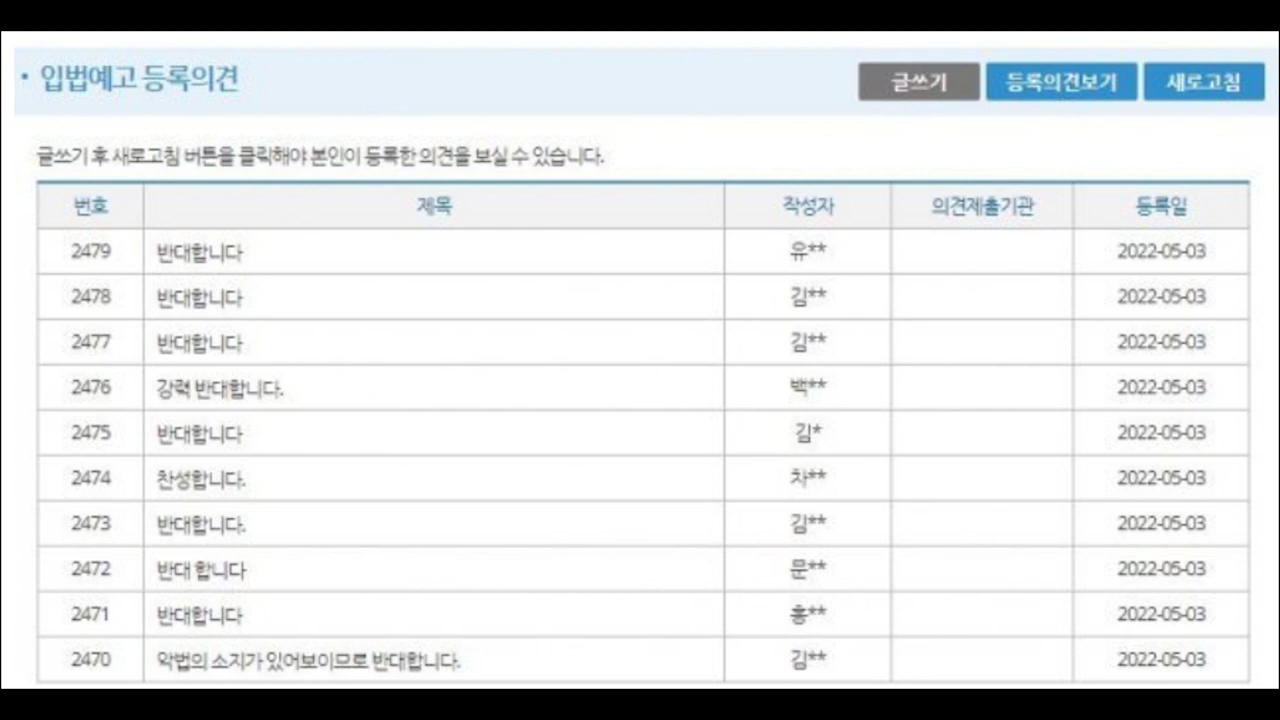 • 입법예고 등록의견
글쓰기 등록의견보기 새로고침
글쓰기 후 새로고침 버튼을 클릭해야 본인이 등록한 의견을 보실 수 있습니다.
번호 제목 작성자 의견제출기관 등록일
2479 반대합니다 유** 2022-05-03
2478 반대합니다 김** 2022-05-03
2477 반대합니다 김** 2022-05-03
2476 강력 반대합니다. 백** 2022-05-03
2475 반대합니다 김* 2022-05-03
2474 찬성합니다. 차** 2022-05-03
2473 반대합니다. 김** 2022-05-03
2472 반대 합니다 문** 2022-05-03
2471 반대합니다 홍** 2022-05-03
2470 악법의 소지가 있어보이므로 반대합니다. 김** 2022-05-03